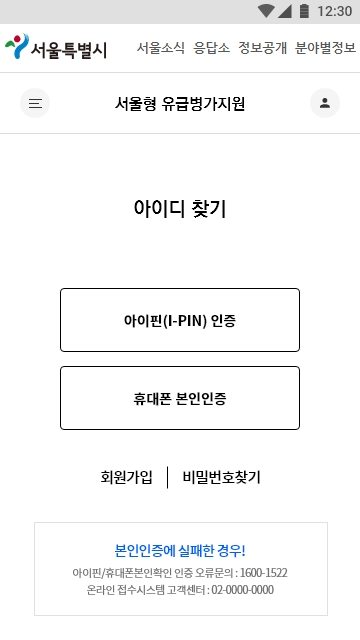 12:30
서울특별시
서울소식 응답소 정보공개 분야별정보
서울형 유급병가지원
아이디 찾기
아이핀(I-PIN) 인증
휴대폰 본인인증
회원가입 비밀번호찾기
본인인증에 실패한 경우!
아이핀/휴대폰본인확인 인증 오류문의 : 1600-1522
온라인 접수시스템 고객센터 : 02-0000-0000